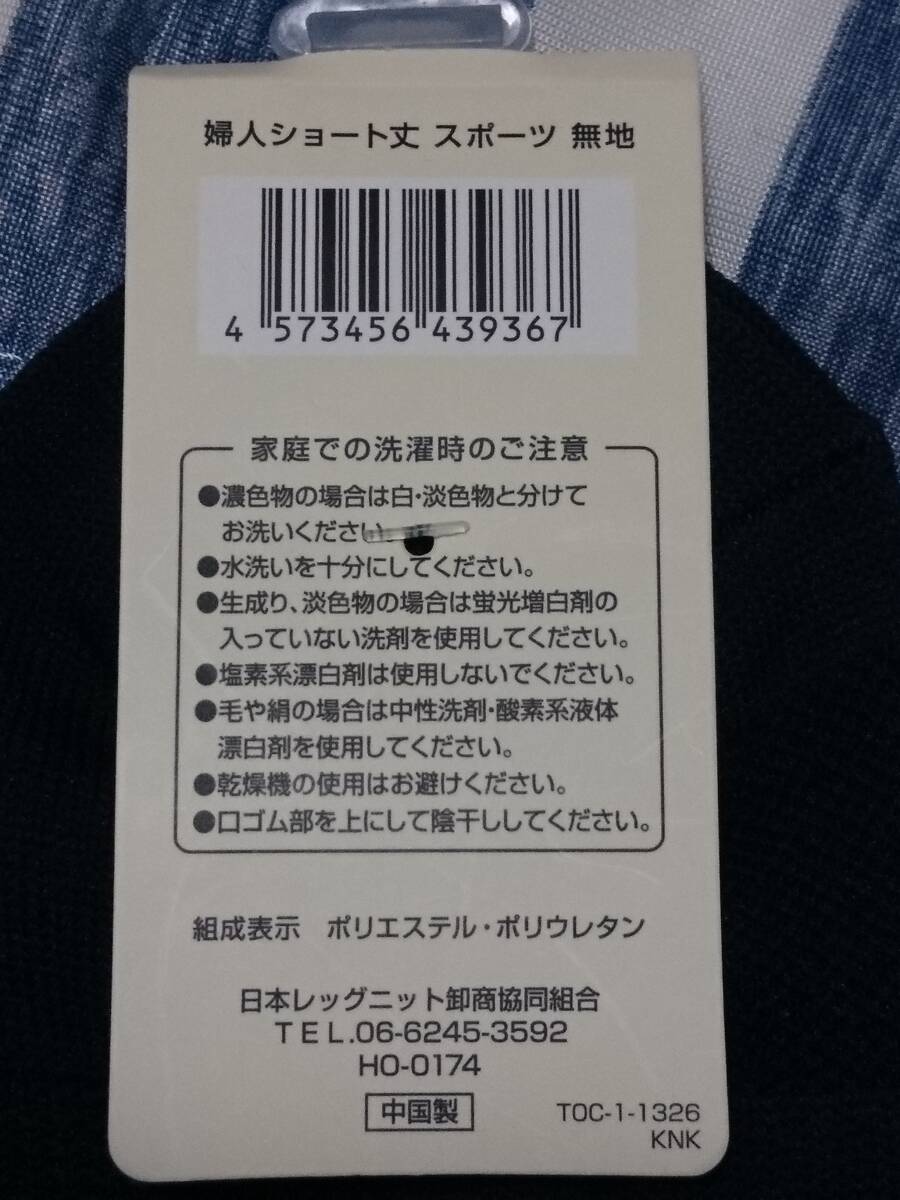 婦人ショート丈 スポーツ 無地
4 573456 439367
家庭での洗濯時のご注意
●濃色物の場合は白・淡色物と分けて
お洗いください。
●水洗いを十分にしてください。
●生成り、淡色物の場合は蛍光増白剤の
入っていない洗剤を使用してください。
●塩素系漂白剤は使用しないでください。
●毛や絹の場合は中性洗剤・酸素系液体
漂白剤を使用してください。
●乾燥機の使用はお避けください。
●口ゴム部を上にして陰干ししてください。
組成表示 ポリエステル・ポリウレタン
日本レッグニット卸商協同組合
TEL.06-6245-3592
HO-0174
中国製
TOC-1-1326
KNK